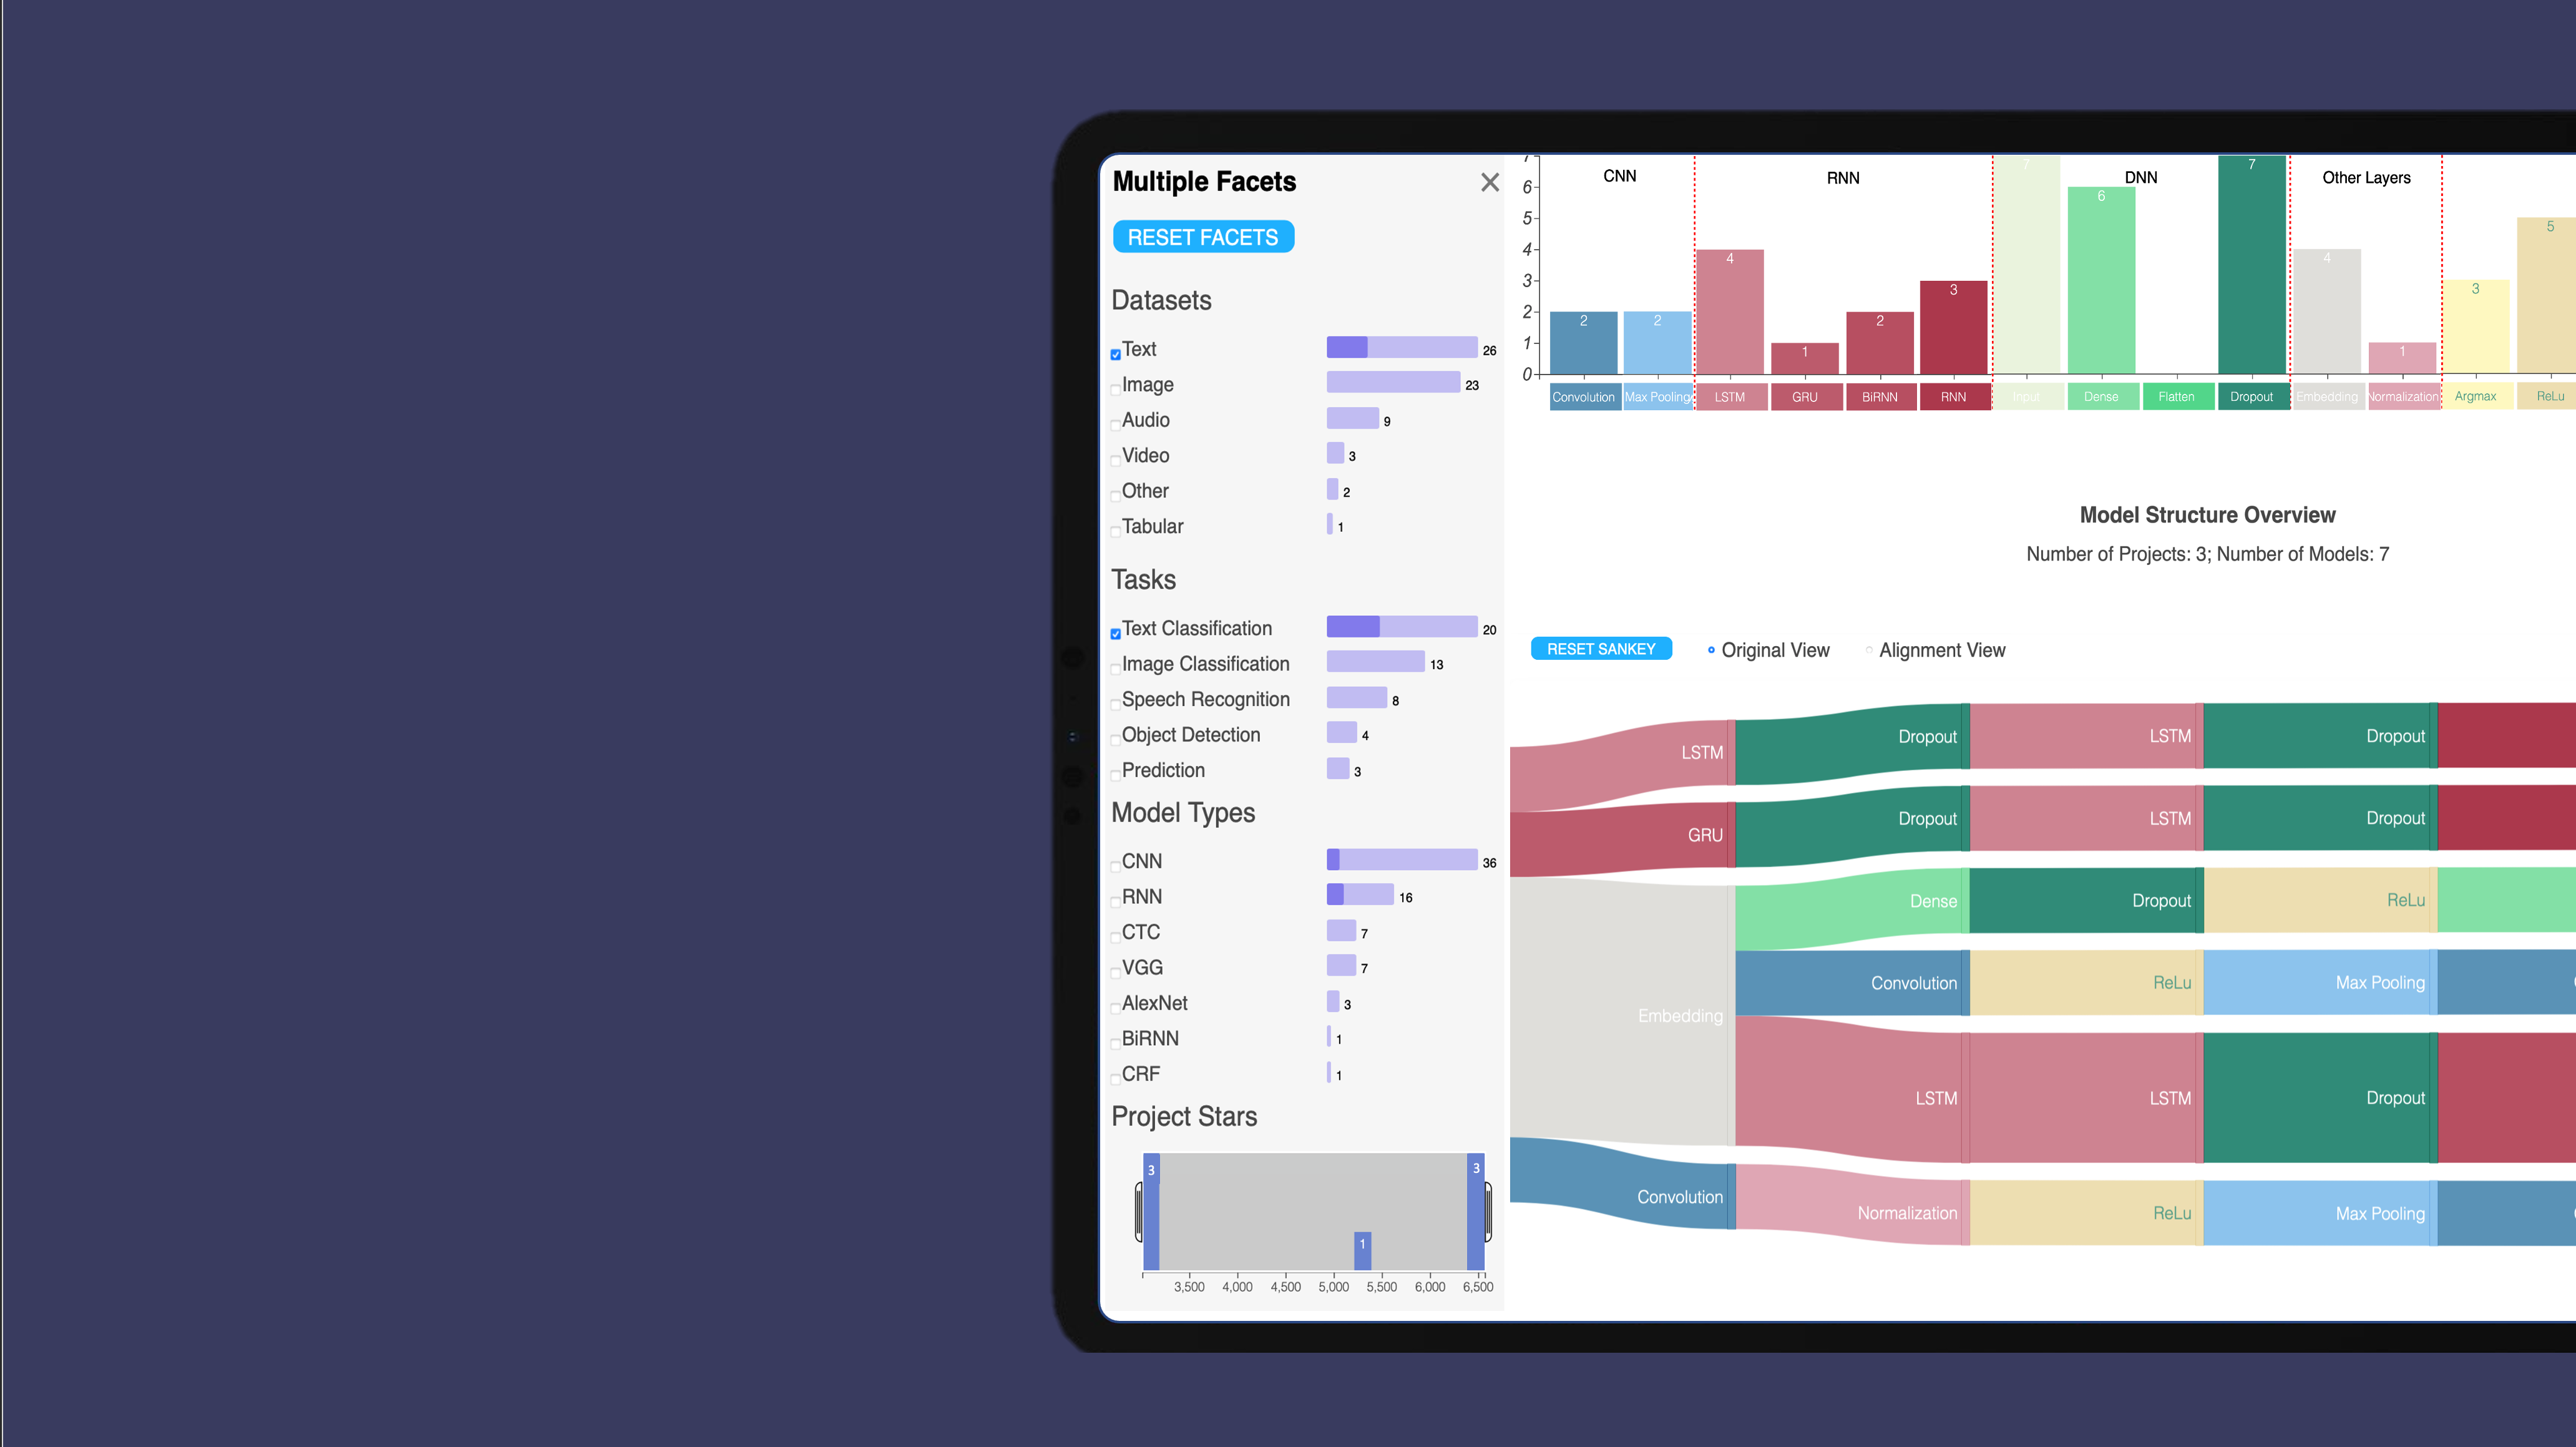 Multiple Facets
RESET FACETS
Datasets
Text 26
Image 23
Audio 9
Video 3
Other 2
Tabular 1
Tasks
Text Classification 20
Image Classification 13
Speech Recognition 8
Object Detection 4
Prediction 3
Model Types
CNN 36
RNN 16
CTC 7
VGG 7
AlexNet 3
BiRNN 1
CRF 1
Project Stars
3 3
1
3,500 4,000 4,500 5,000 5,500 6,000 6,500
CNN RNN DNN Other Layers
7
6
5
4
3
2
1
0
2 2 4 1 2 3 7 6 7 4 1 3 5
Convolution Max Pooling LSTM GRU BiRNN RNN Input Dense Flatten Dropout Embedding Normalization Argmax ReLu
Model Structure Overview
Number of Projects: 3; Number of Models: 7
RESET SANKEY Original View Alignment View
LSTM Dropout LSTM Dropout
GRU Dropout LSTM Dropout
Dense Dropout ReLu
Convolution ReLu Max Pooling
Embedding
LSTM LSTM Dropout
Convolution Normalization ReLu Max Pooling